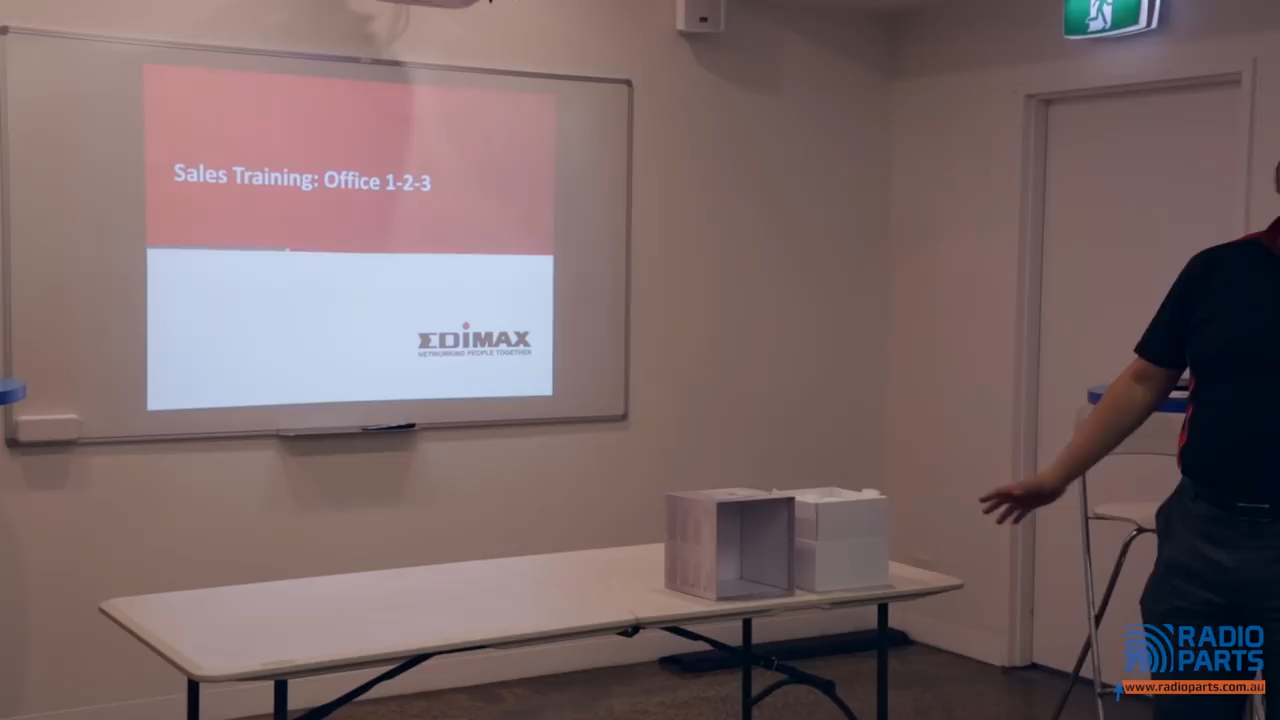 Sales Training: Office 1-2-3
EDIMAX
NETWORKING PEOPLE TOGETHER
RADIO
PARTS
www.radioparts.com.au